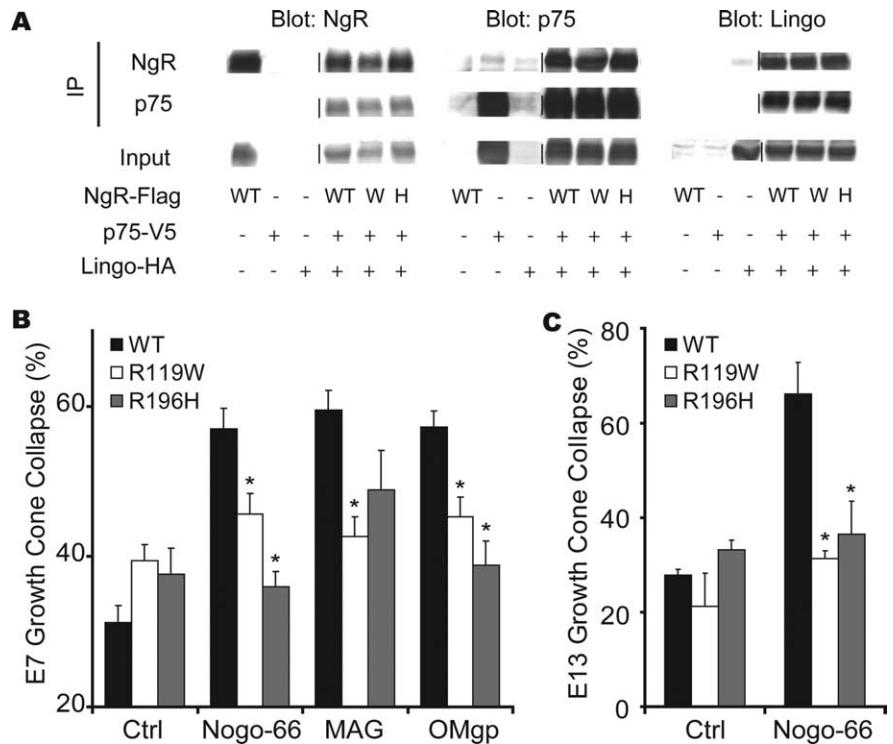 A
Blot: NgR Blot: p75 Blot: Lingo
IP
NgR
p75
Input
NgR-Flag WT - - WT W H WT - - WT W H WT - - WT W H
p75-V5 - + - + + + - + - + + + - + - + + +
Lingo-HA - - + + + + - - + + + + - - + + + +
B
E7 Growth Cone Collapse (%)
WT
R119W
R196H
60
40
20
* * * * *
Ctrl Nogo-66 MAG OMgp
C
E13 Growth Cone Collapse (%)
80
WT
R119W
R196H
60
40
20
0
* *
Ctrl Nogo-66